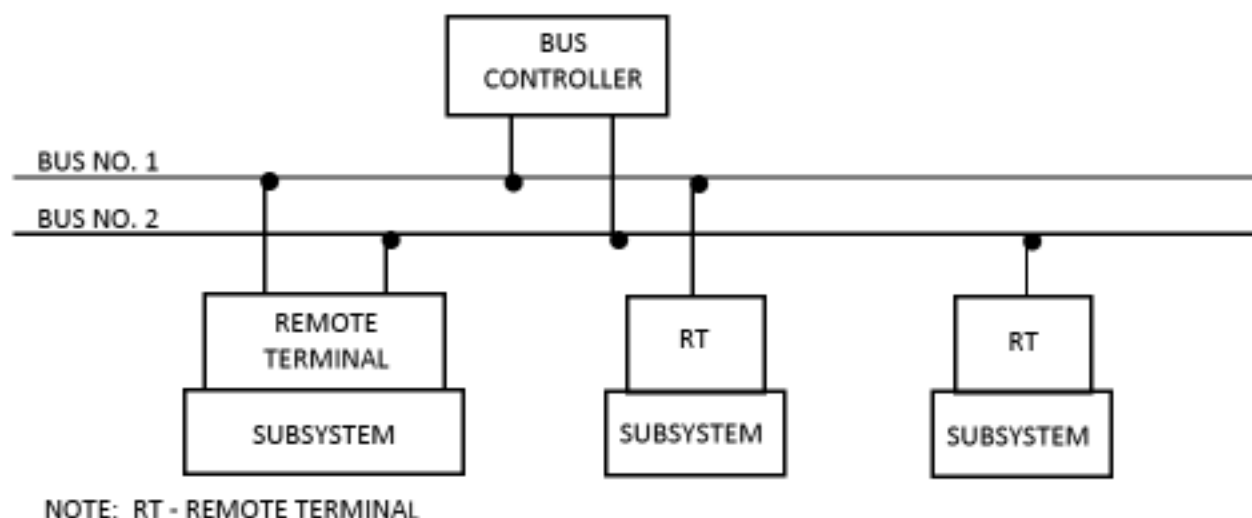 BUS
CONTROLLER
BUS NO. 1
BUS NO. 2
REMOTE
TERMINAL
RT
RT
SUBSYSTEM
SUBSYSTEM
SUBSYSTEM
NOTE: RT - REMOTE TERMINAL